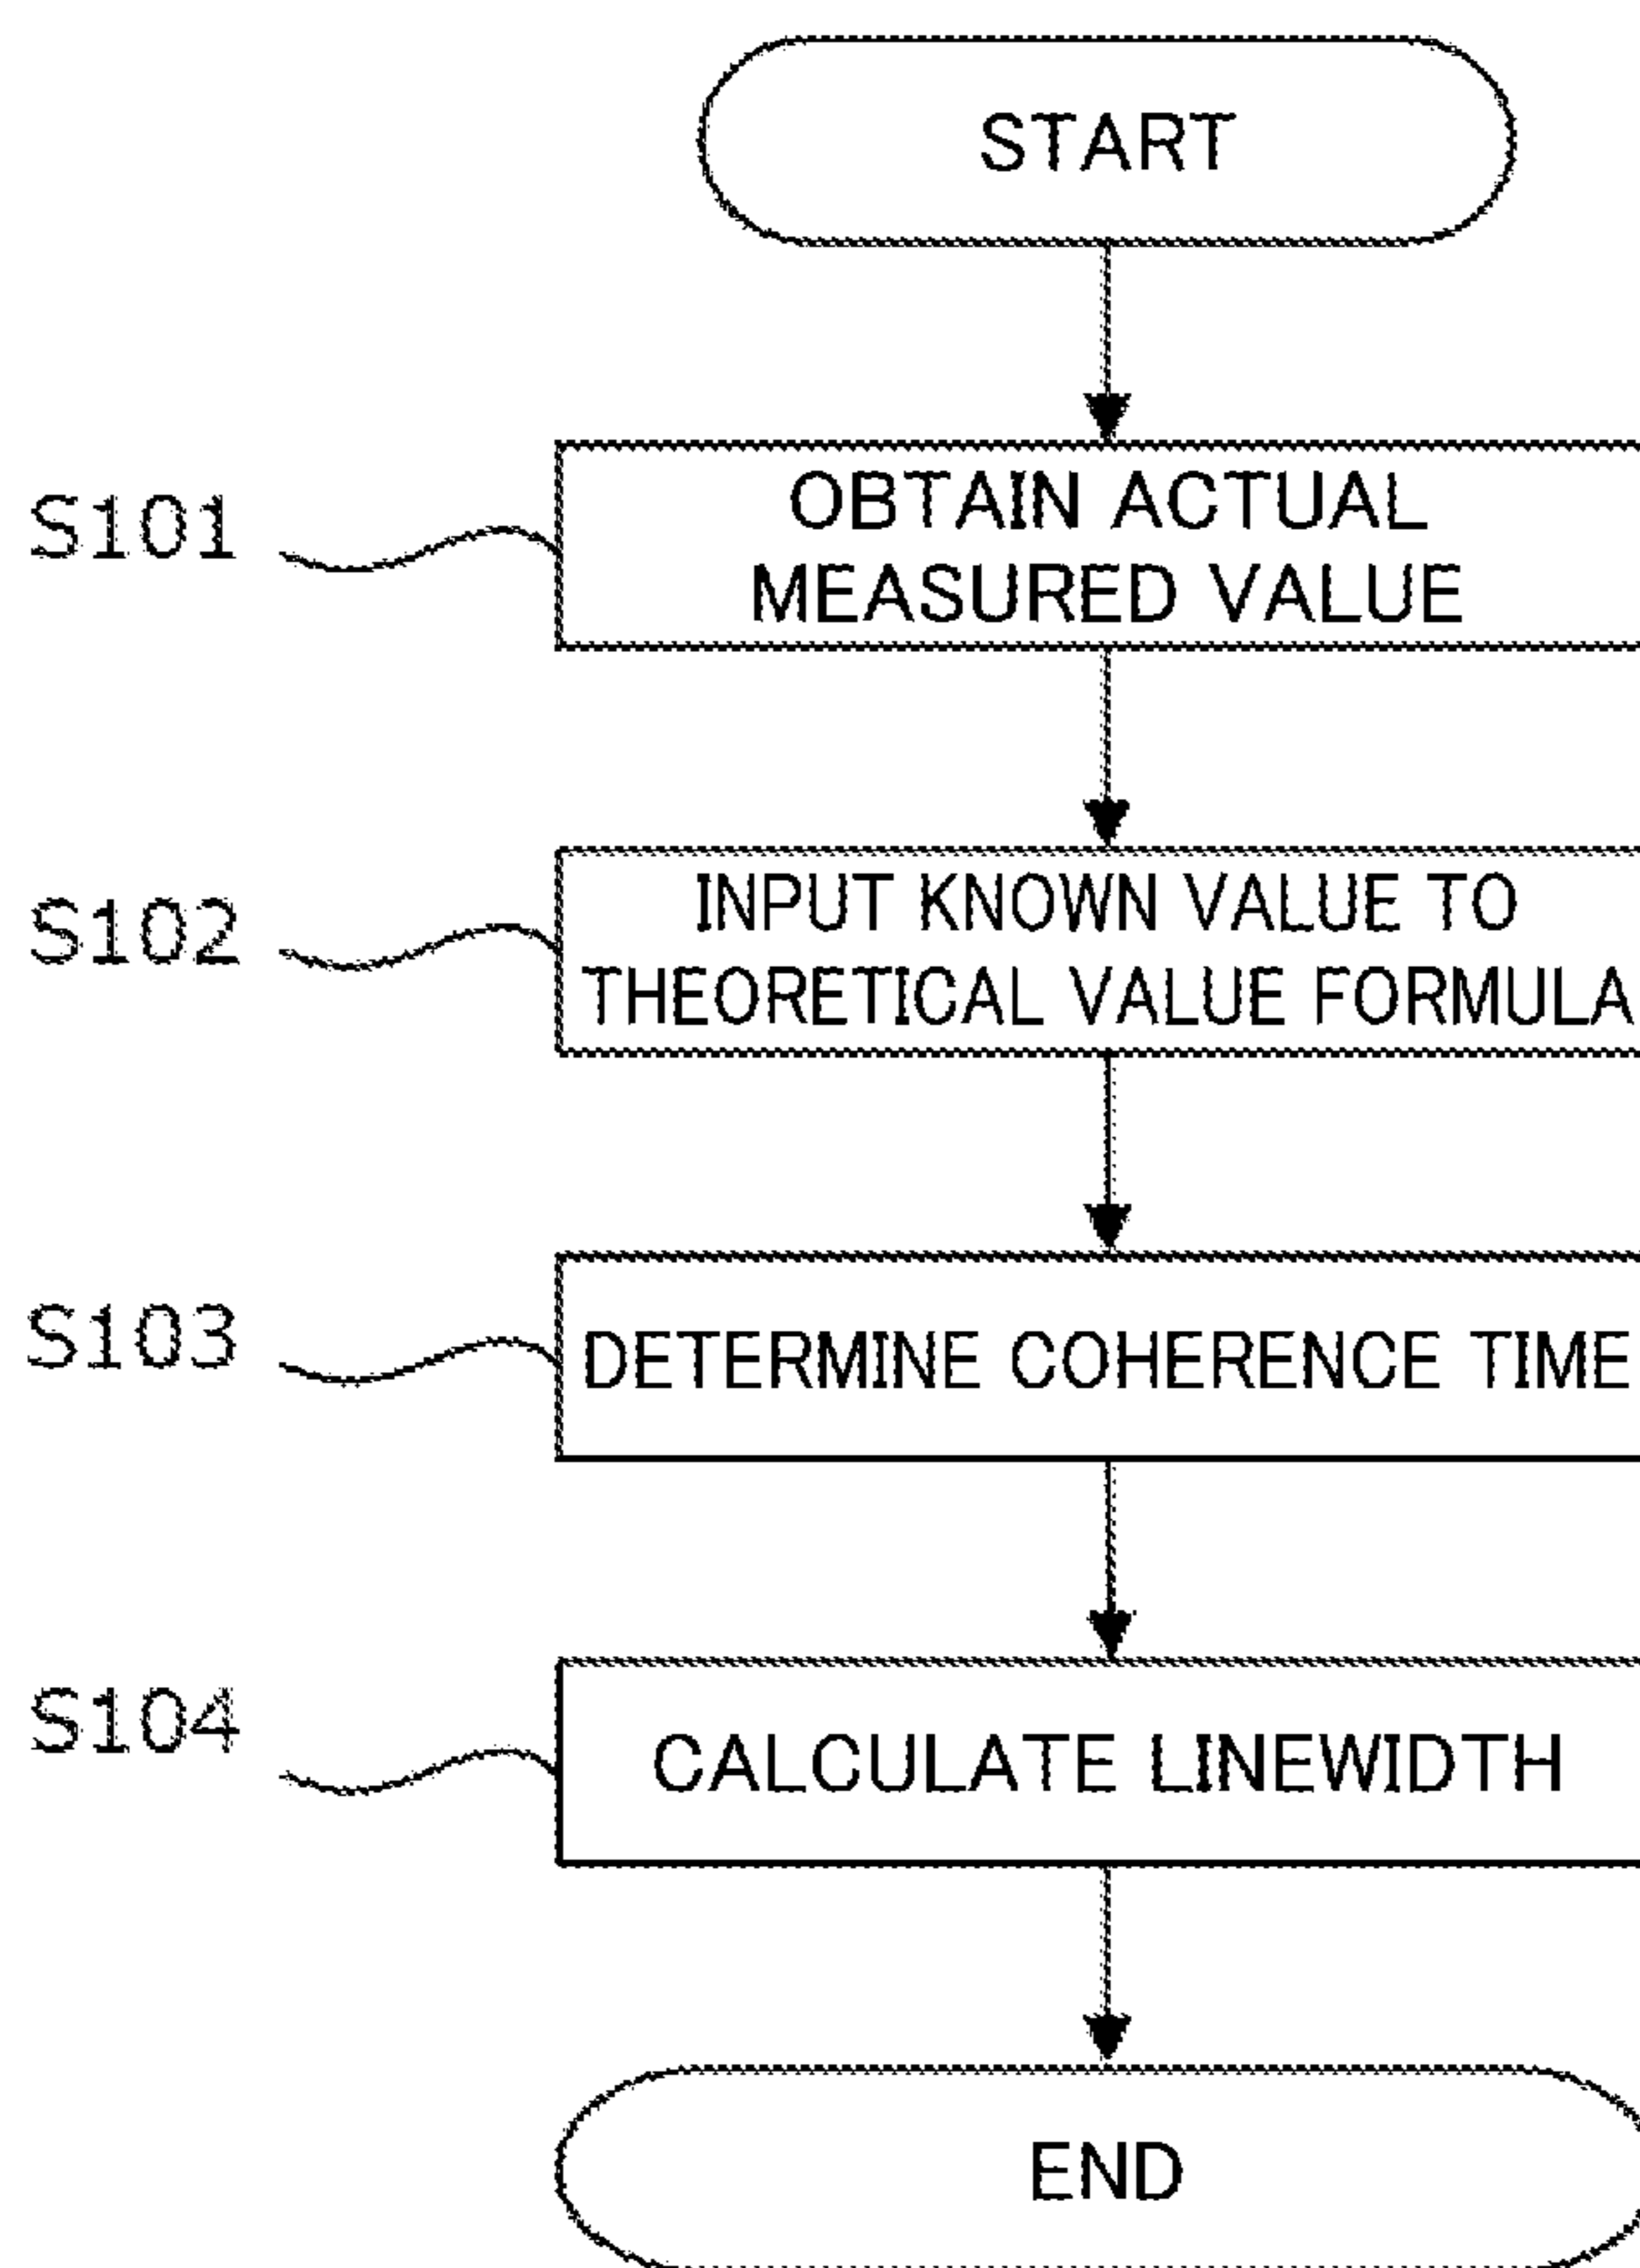 START
S101
OBTAIN ACTUAL
MEASURED VALUE
S102
INPUT KNOWN VALUE TO
THEORETICAL VALUE FORMULA
S103
DETERMINE COHERENCE TIME
S104
CALCULATE LINEWIDTH
END